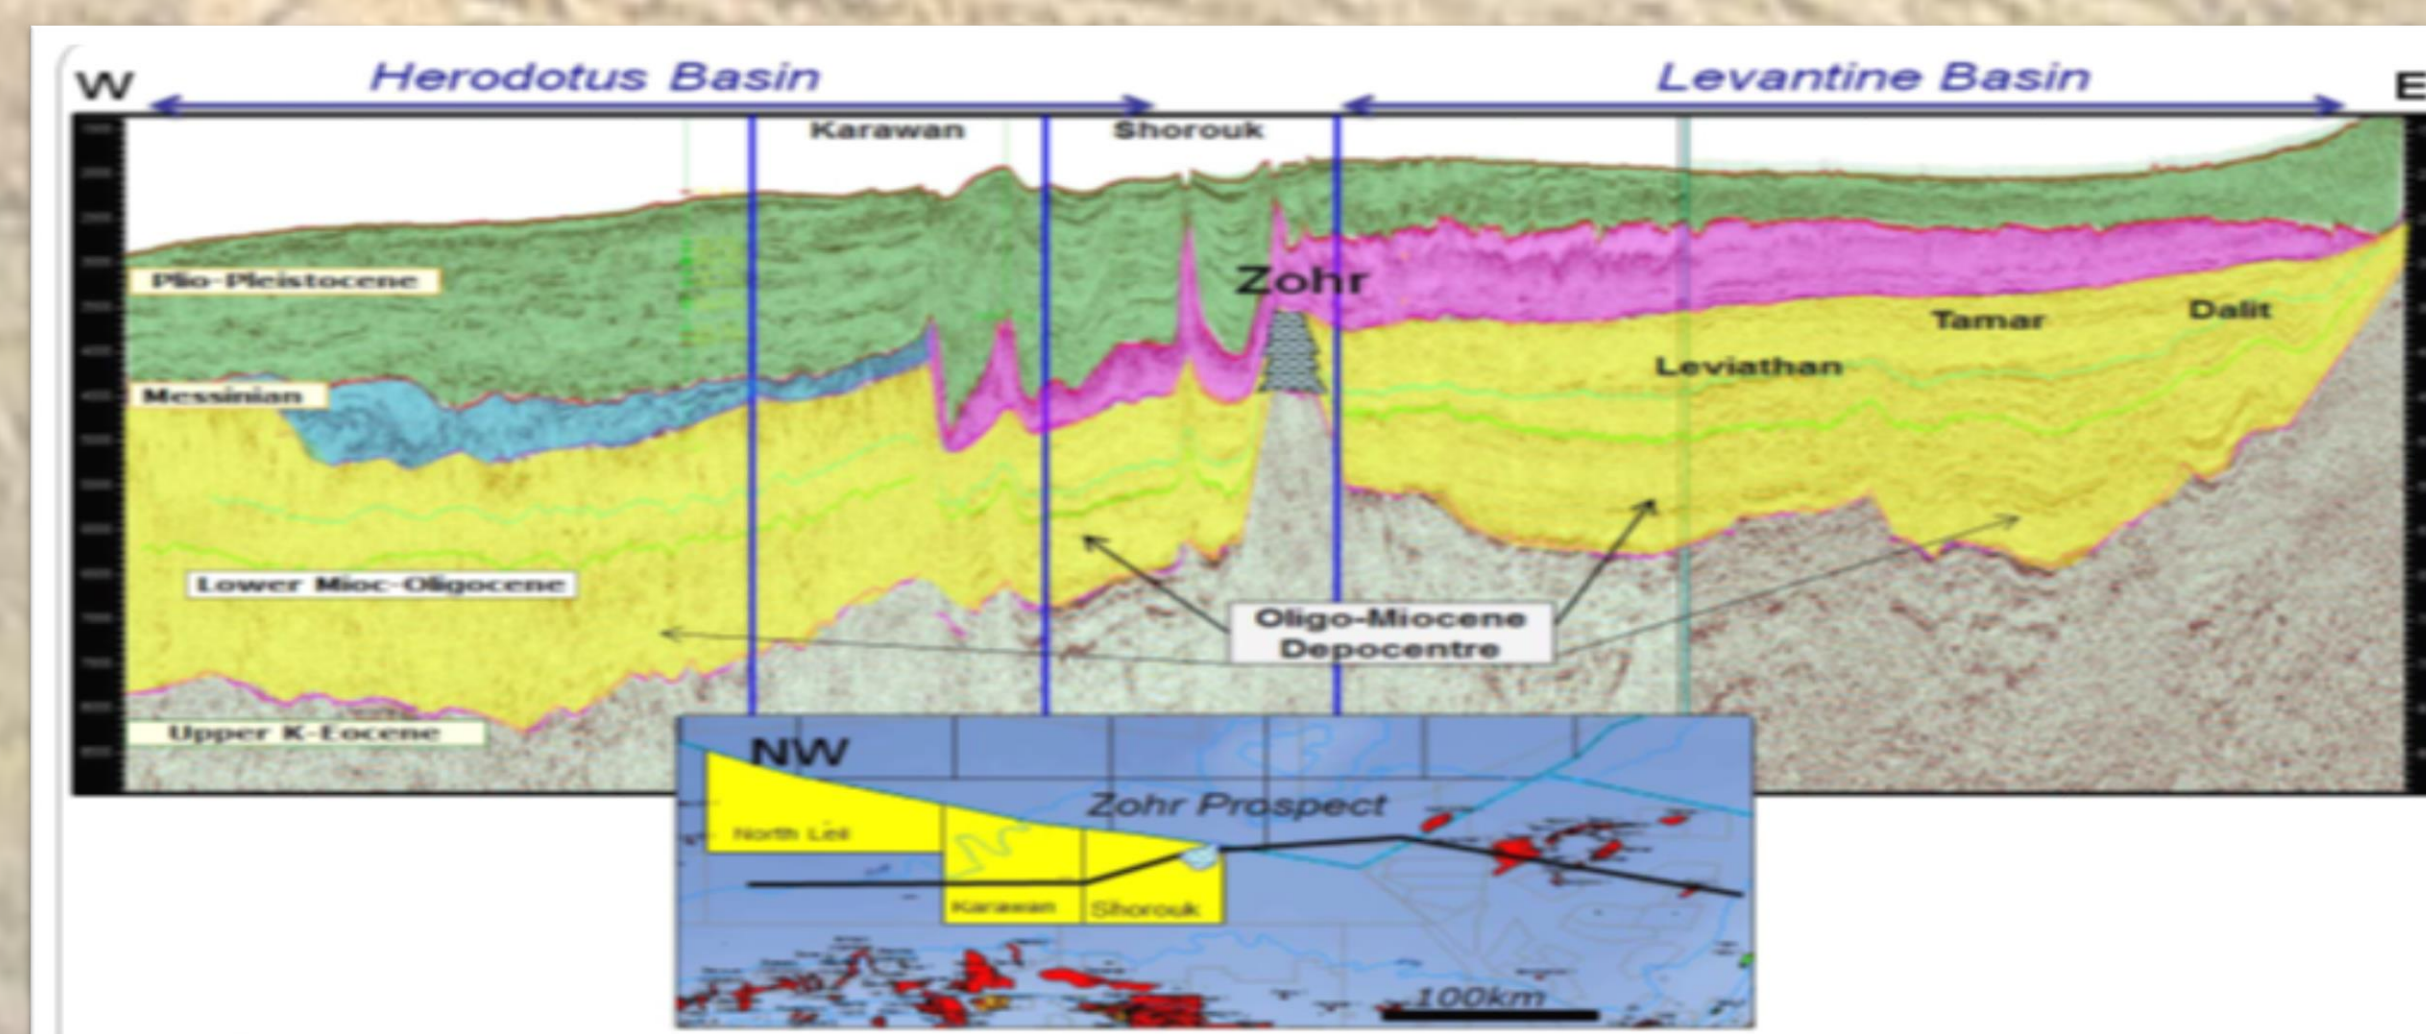 W
Herodotus Basin
Levantine Basin
E
Karawan
Shorouk
Plio-Pleistocene
Zohr
Tamar
Dalit
Leviathan
Messinian
Lower Mioc-Oligocene
Oligo-Miocene
Depocentre
Upper K-Eocene
NW
Zohr Prospect
North Leil
Karawan
Shorouk
100km